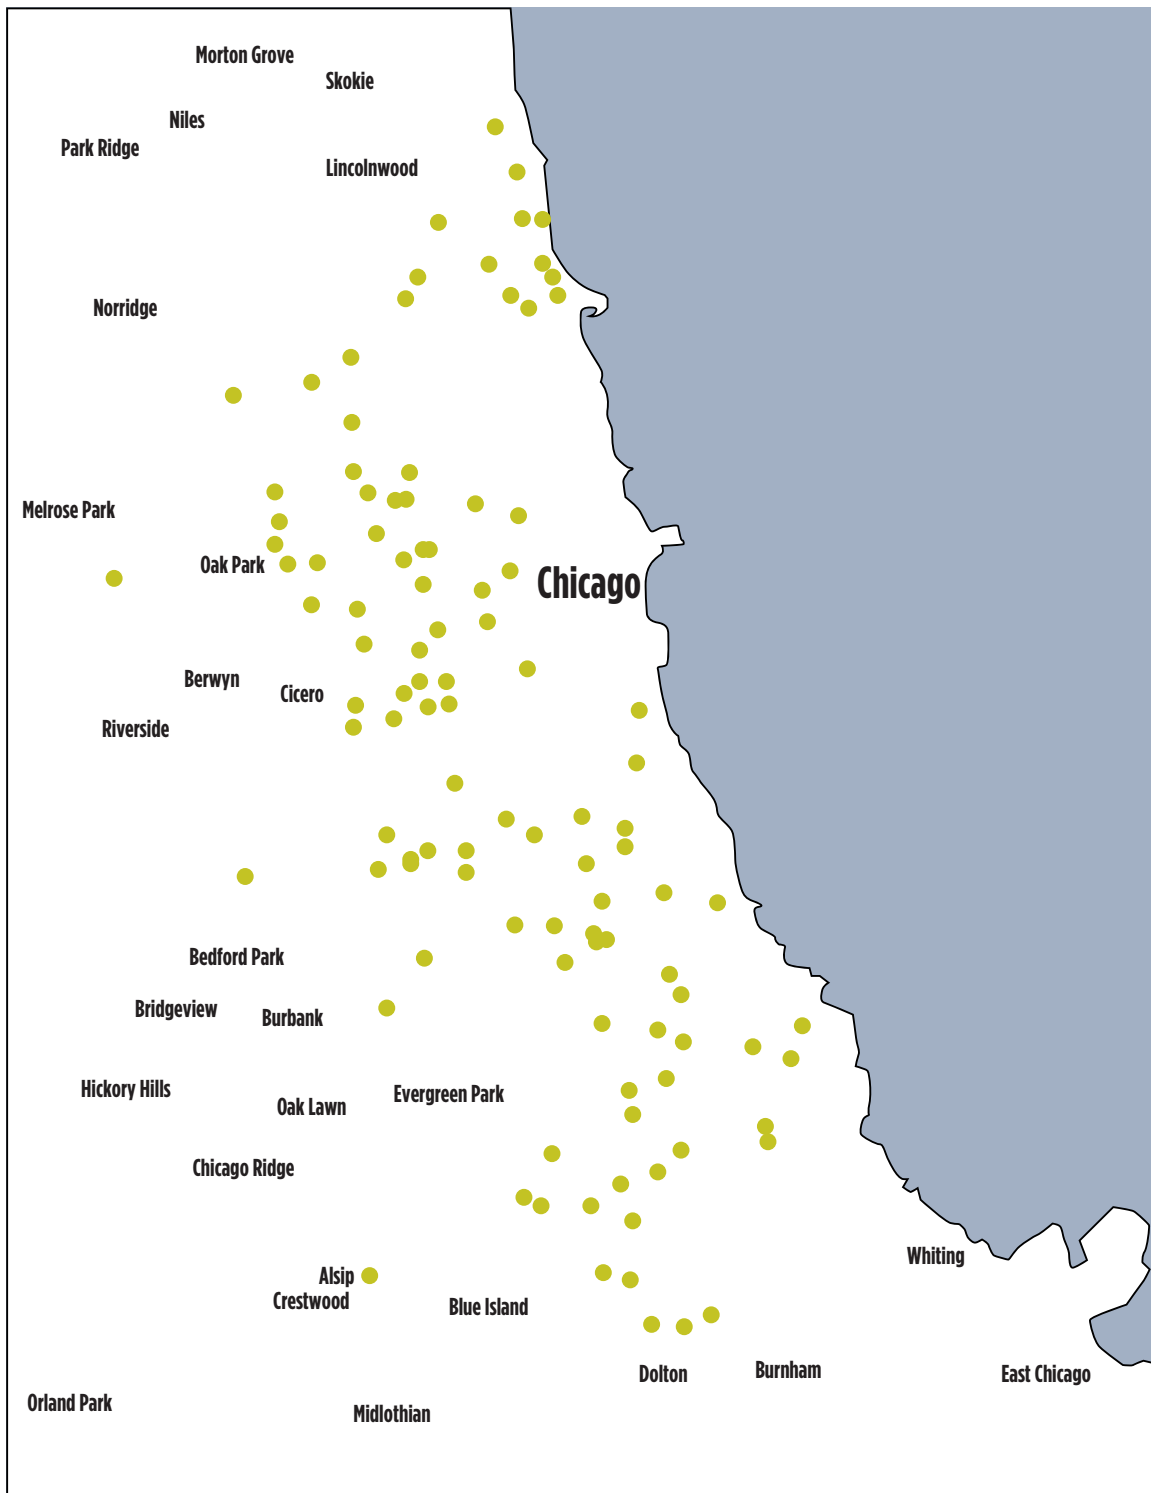 Morton Grove
Skokie
Niles
Park Ridge
Lincolnwood
Norridge
Melrose Park
Oak Park
Chicago
Berwyn
Cicero
Riverside
Bedford Park
Bridgeview
Burbank
Hickory Hills
Evergreen Park
Oak Lawn
Chicago Ridge
Whiting
Alsip
Crestwood
Blue Island
Dolton
Burnham
East Chicago
Orland Park
Midlothian